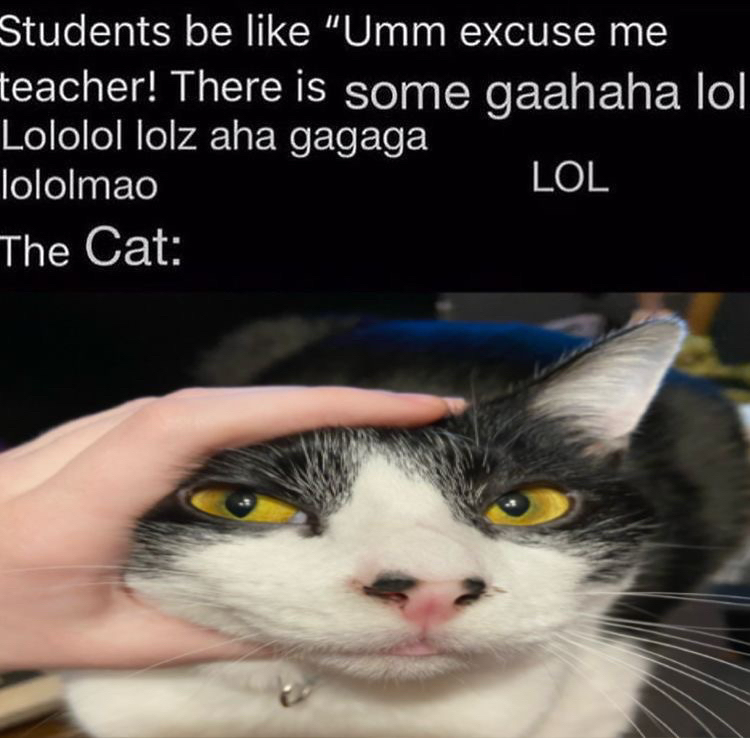 Students be like “Umm excuse me
teacher! There is some gaahaha lol
Lololol lolz aha gagaga
lololmao LOL
The Cat: